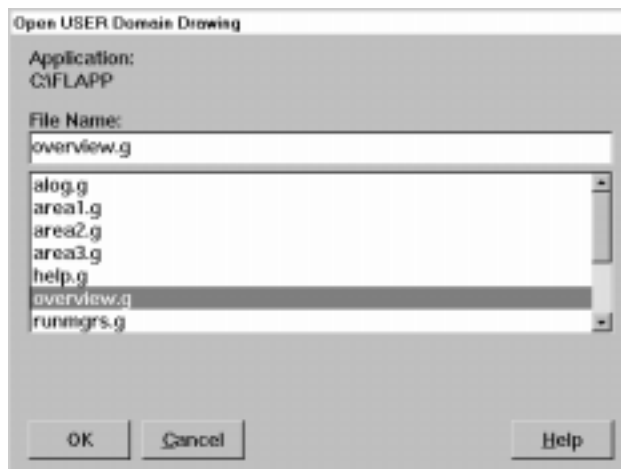 Open USER Domain Drawing
Application:
C:\FLAPP
File Name:
overview.g
alog.g
area1.g
area2.g
area3.g
help.g
overview.g
runmgrs.g
OK
Cancel
Help